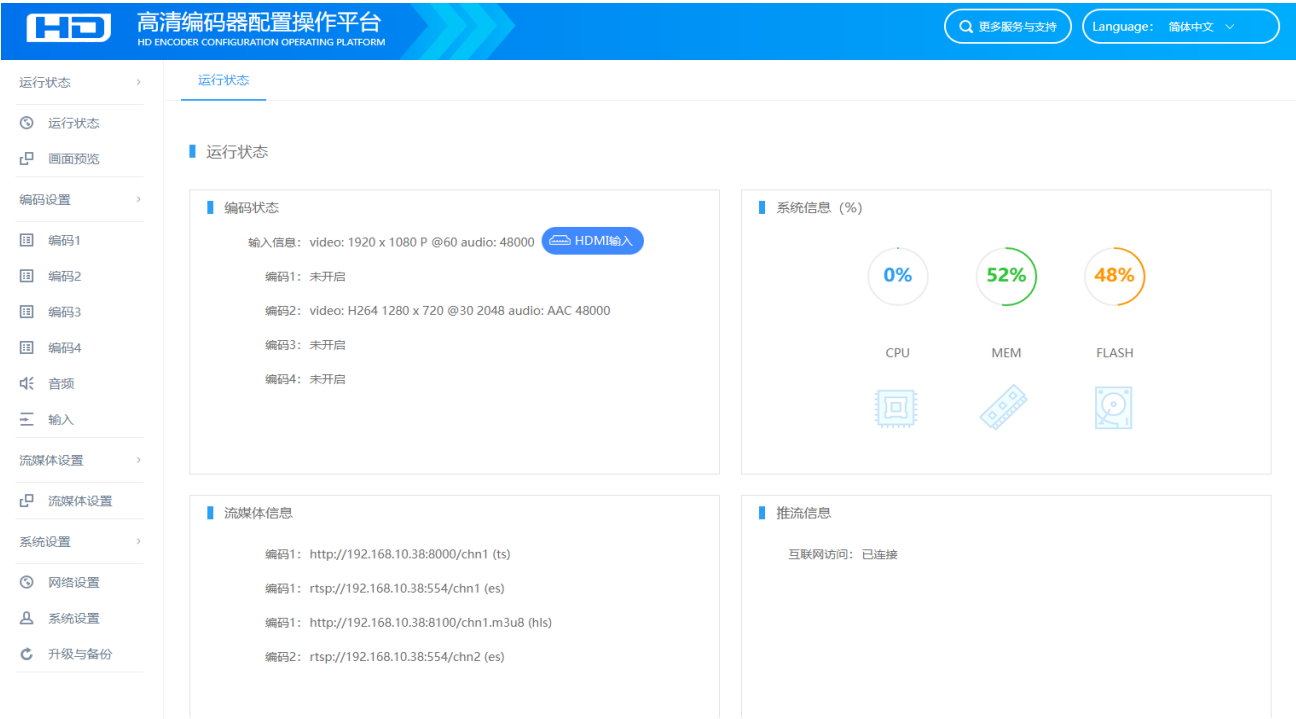 HD
高清编码器配置操作平台
HD ENCODER CONFIGURATION OPERATING PLATFORM
更多服务与支持
Language: 简体中文
运行状态
运行状态
画面预览
编码设置
编码1
编码2
编码3
编码4
音频
输入
流媒体设置
流媒体设置
系统设置
网络设置
系统设置
升级与备份
运行状态
运行状态
编码状态
输入信息: video: 1920 x 1080 P @60 audio: 48000 HDMI输入
编码1: 未开启
编码2: video: H264 1280 x 720 @30 2048 audio: AAC 48000
编码3: 未开启
编码4: 未开启
系统信息 (%)
0% 52% 48%
CPU MEM FLASH
流媒体信息
编码1: http://192.168.10.38:8000/chn1 (ts)
编码1: rtsp://192.168.10.38:554/chn1 (es)
编码1: http://192.168.10.38:8100/chn1.m3u8 (hls)
编码2: rtsp://192.168.10.38:554/chn2 (es)
推流信息
互联网访问: 已连接